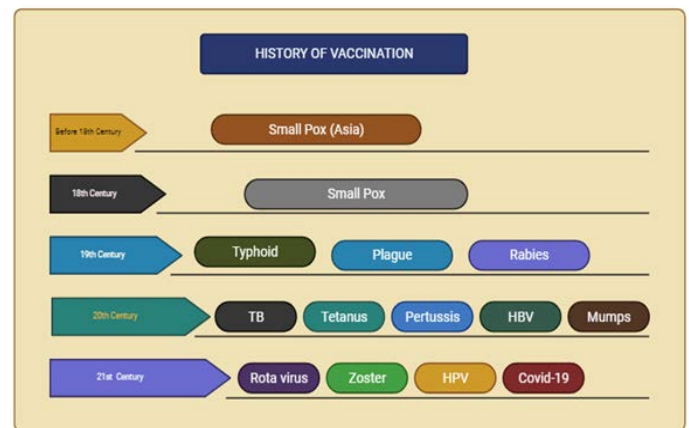 HISTORY OF VACCINATION
Before 18th Century
Small Pox (Asia)
18th Century
Small Pox
19th Century
Typhoid
Plague
Rabies
20th Century
TB
Tetanus
Pertussis
HBV
Mumps
21st Century
Rota virus
Zoster
HPV
Covid-19